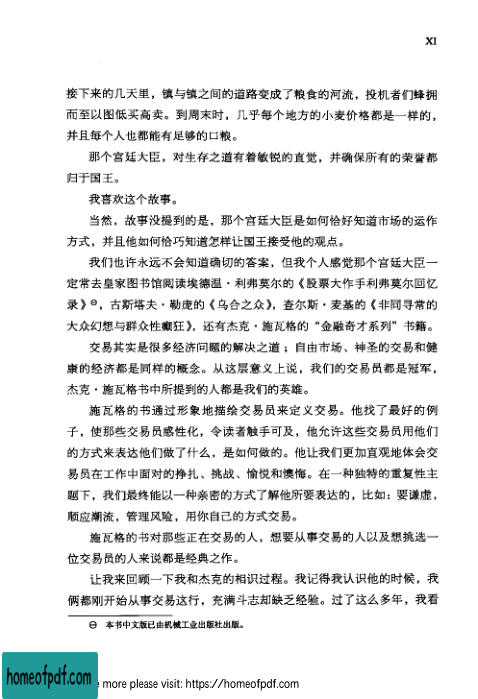 XI
接下来的几天里，镇与镇之间的道路变成了粮食的河流，投机者们蜂拥
而至以图低买高卖。到周末时，几乎每个地方的小麦价格都是一样的，
并且每个人也都能有足够的口粮。
那个宫廷大臣，对生存之道有着敏锐的直觉，并确保所有的荣誉都
归于国王。
我喜欢这个故事。
当然，故事没提到的是，那个宫廷大臣是如何恰好知道市场的运作
方式，并且他如何恰巧知道怎样让国王接受他的观点。
我们也许永远不会知道确切的答案，但我个人感觉那个宫廷大臣一
定常去皇家图书馆阅读埃德温·利弗莫尔的《股票大作手利弗莫尔回忆
录》⊖，古斯塔夫·勒庞的《乌合之众》，查尔斯·麦基的《非同寻常的
大众幻想与群众性癫狂》，还有杰克·施瓦格的“金融奇才系列”书籍。
交易其实是很多经济问题的解决之道；自由市场、神圣的交易和健
康的经济都是同样的概念。从这层意义上说，我们的交易员都是冠军，
杰克·施瓦格书中所提到的人都是我们的英雄。
施瓦格的书通过形象地描绘交易员来定义交易。他找了最好的例
子，使那些交易员感性化，令读者触手可及，他允许这些交易员用他们
的方式来表达他们做了什么，是如何做的。他让我们更加直观地体会交
易员在工作中面对的挣扎、挑战、愉悦和懊悔。在一种独特的重复性主
题下，我们最终能以一种亲密的方式了解他所要表达的，比如：要谦虚，
顺应潮流，管理风险，用你自己的方式交易。
施瓦格的书对那些正在交易的人，想要从事交易的人以及想挑选一
位交易员的人来说都是经典之作。
让我来回顾一下我和杰克的相识过程。我记得我认识他的时候，我
俩都刚开始从事交易这行，充满斗志却缺乏经验。过了这么多年，我看
⊖ 本书中文版已由机械工业出版社出版。
homeofpdf.com
more please visit: https://homeofpdf.com